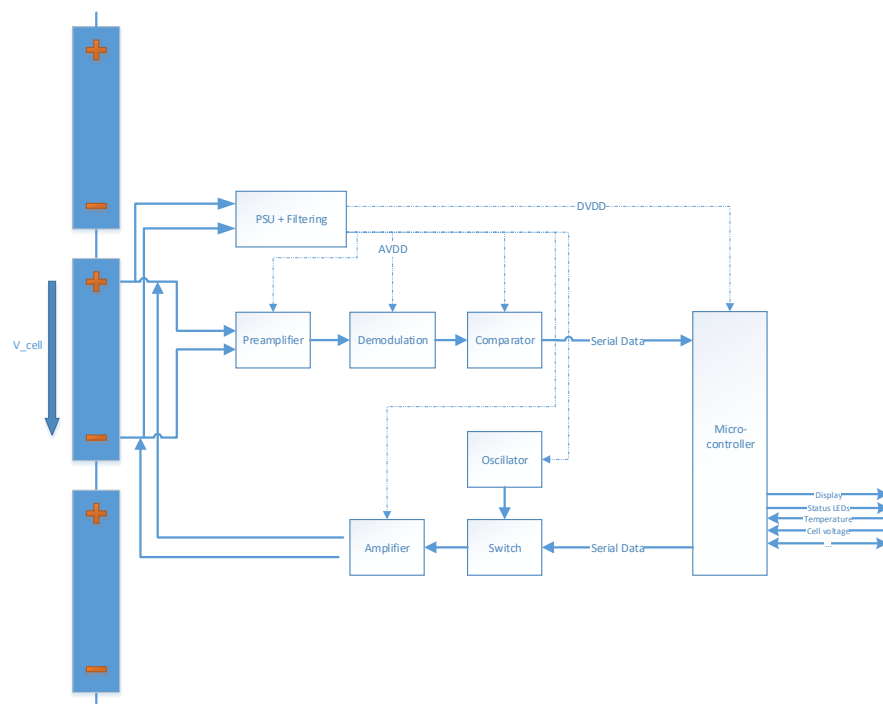 PSU + Filtering
DVDD
AVDD
V_cell
Preamplifier
Demodulation
Comparator
Serial Data
Micro-
controller
Oscillator
Display
Status LEDs
Temperature
Cell voltage
...
Amplifier
Switch
Serial Data